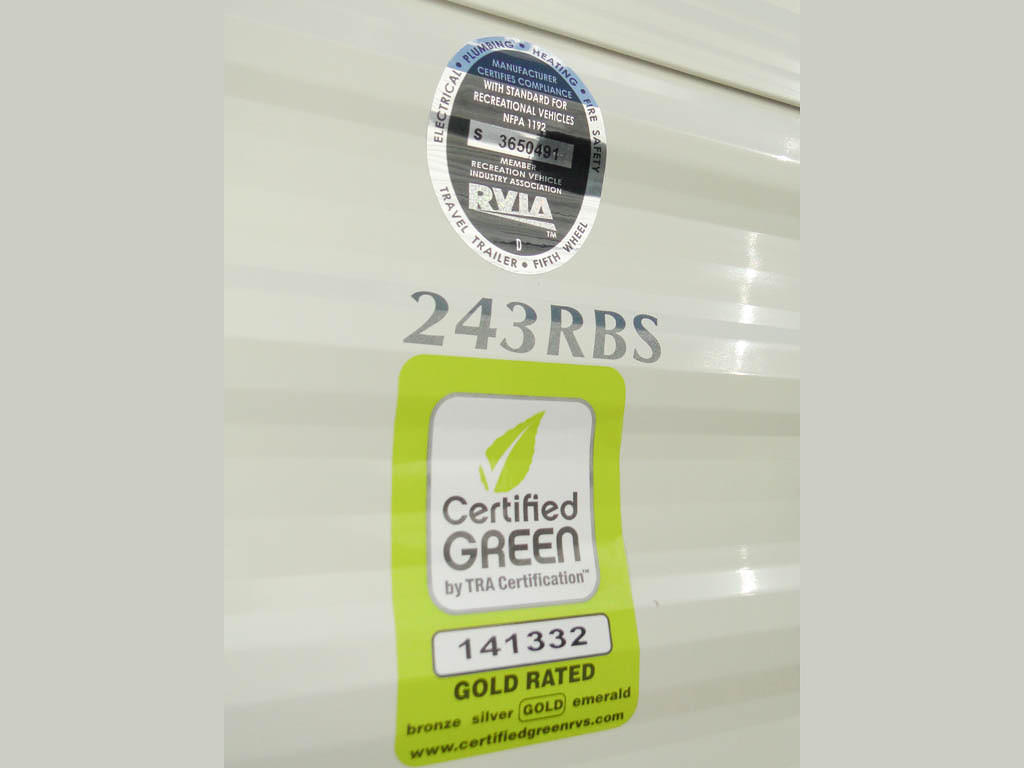 ELECTRICAL • PLUMBING • HEATING • FIRE SAFETY
MANUFACTURER
CERTIFIES COMPLIANCE
WITH STANDARD FOR
RECREATIONAL VEHICLES
NFPA 1192
S 3650491
MEMBER
RECREATION VEHICLE
INDUSTRY ASSOCIATION
RVIA
TM
D
TRAVEL TRAILER • FIFTH WHEEL
243RBS
Certified
GREEN
by TRA Certification™
141332
GOLD RATED
bronze silver GOLD emerald
www.certifiedgreenrvs.com